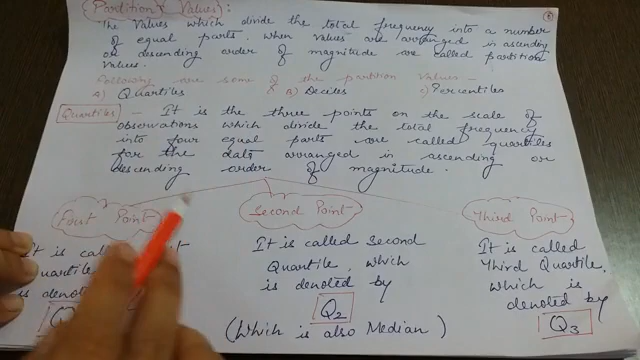 Partition Values:
The values which divide the total frequency into a number
of equal parts. When values are arranged in ascending
or descending order of magnitude are called partition
values.
Following are some of the partition values -
A) Quartiles B) Deciles C) Percentiles
Quartiles - It is the three points on the scale of
observations which divide the total frequency
into four equal parts are called quartiles
for the data arranged in ascending or
descending order of magnitude.
First Point Second Point Third Point
It is called
Quartile
is denot
Q
It is called second
Quartile, which
is denoted by
Q2
(Which is also Median)
It is called
Third Quartile,
which is
denoted by
Q3